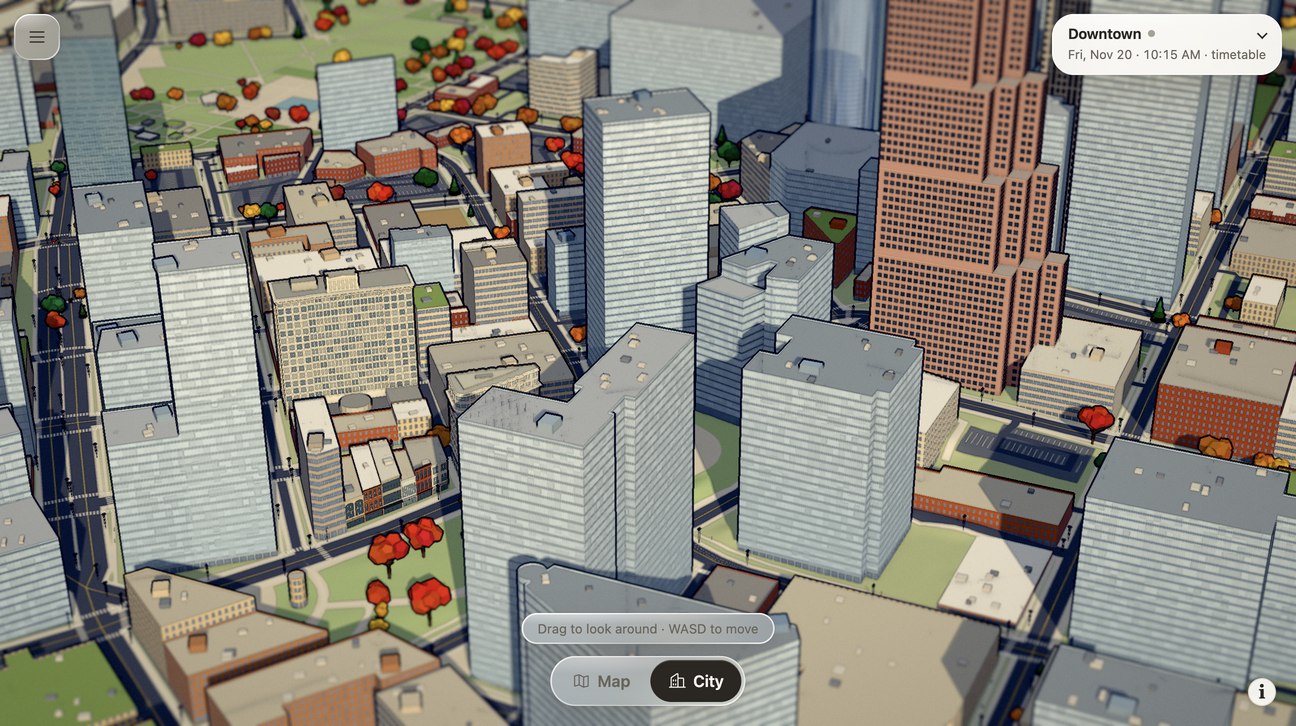 Downtown
Fri, Nov 20 · 10:15 AM · timetable
Drag to look around · WASD to move
Map
City
i